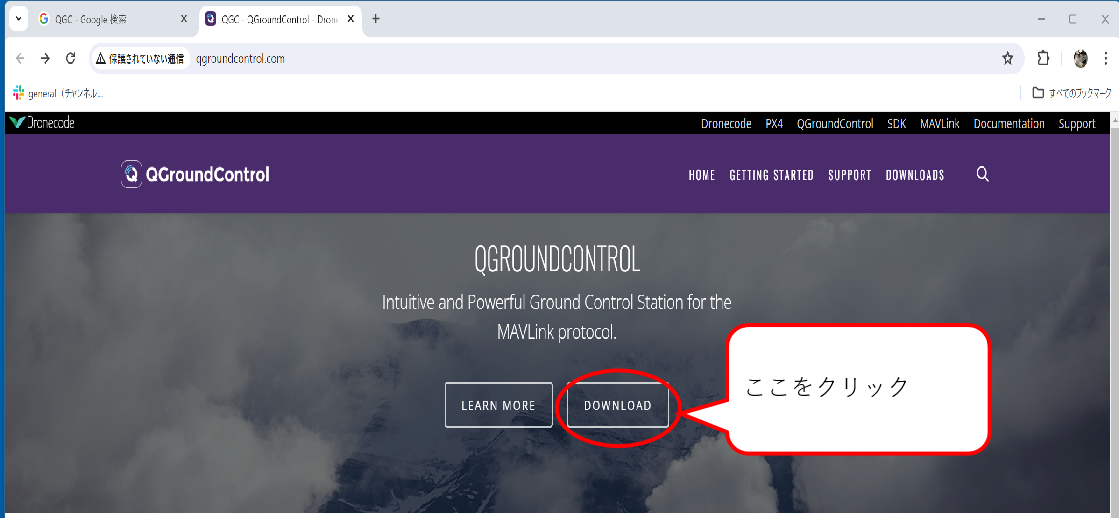 QGC - Google 検索
QGC - QGroundControl - Drone
保護されていない通信 qgroundcontrol.com
general（チャンネル...
すべてのブックマーク
Dronecode
Dronecode PX4 QGroundControl SDK MAVLink Documentation Support
QGroundControl
HOME GETTING STARTED SUPPORT DOWNLOADS
QGROUNDCONTROL
Intuitive and Powerful Ground Control Station for the
MAVLink protocol.
LEARN MORE DOWNLOAD
ここをクリック